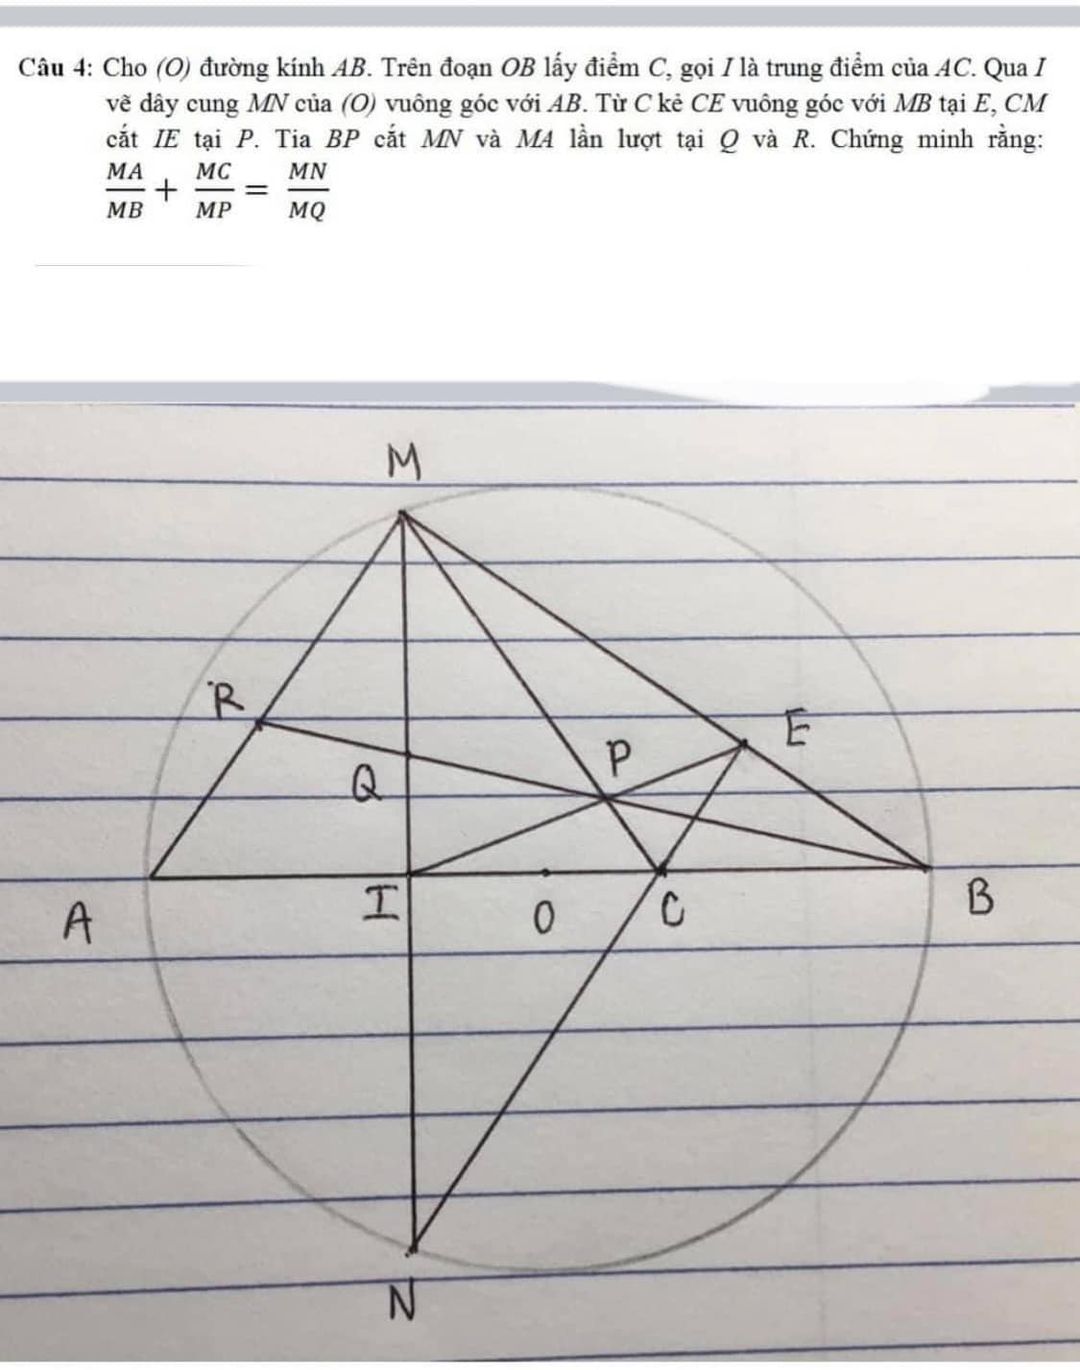 Câu 4: Cho (O) đường kính AB. Trên đoạn OB lấy điểm C, gọi I là trung điểm của AC. Qua I
vẽ dây cung MN của (O) vuông góc với AB. Từ C kẻ CE vuông góc với MB tại E, CM
cắt IE tại P. Tia BP cắt MN và MA lần lượt tại Q và R. Chứng minh rằng:
MA/MB + MC/MP = MN/MQ
M
R
E
P
Q
A
I
O
C
B
N